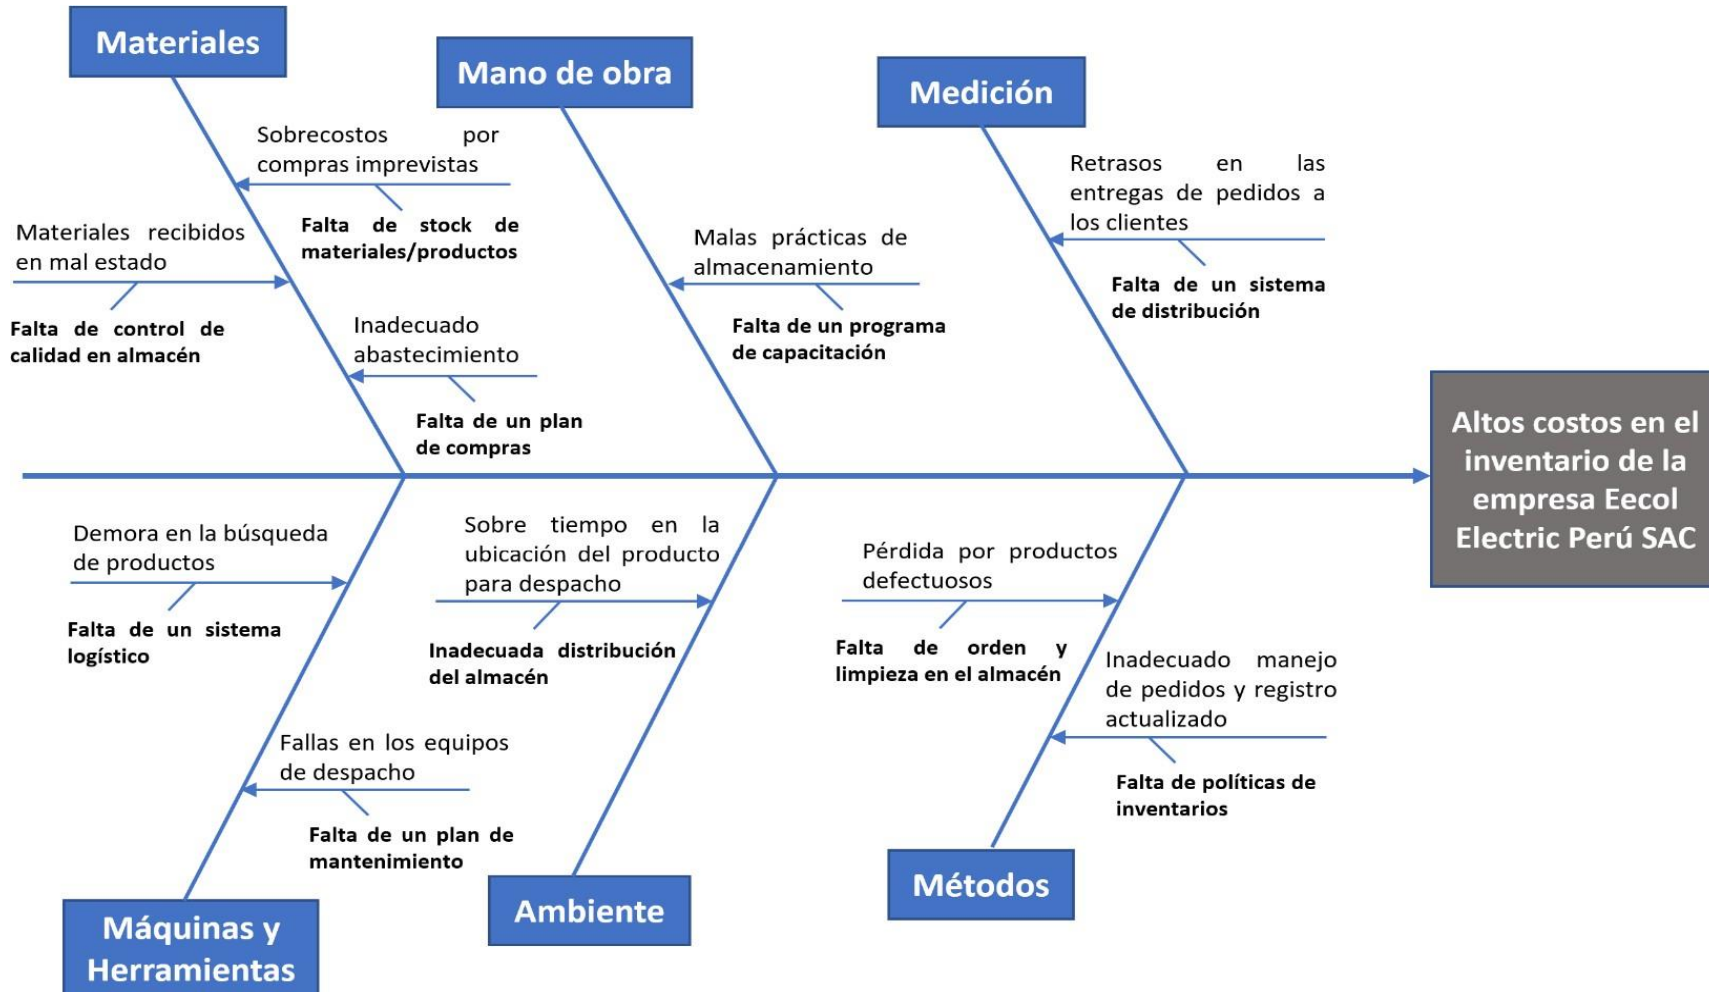 Materiales
Mano de obra
Medición
Sobrecostos por
compras imprevistas
Falta de stock de
materiales/productos
Materiales recibidos
en mal estado
Falta de control de
calidad en almacén
Inadecuado
abastecimiento
Falta de un plan
de compras
Malas prácticas de
almacenamiento
Falta de un programa
de capacitación
Retrasos en las
entregas de pedidos a
los clientes
Falta de un sistema
de distribución
Altos costos en el
inventario de la
empresa Eecol
Electric Perú SAC
Demora en la búsqueda
de productos
Falta de un sistema
logístico
Fallas en los equipos
de despacho
Falta de un plan de
mantenimiento
Sobre tiempo en la
ubicación del producto
para despacho
Inadecuada distribución
del almacén
Pérdida por productos
defectuosos
Falta de orden y
limpieza en el almacén
Inadecuado manejo
de pedidos y registro
actualizado
Falta de políticas de
inventarios
Máquinas y
Herramientas
Ambiente
Métodos